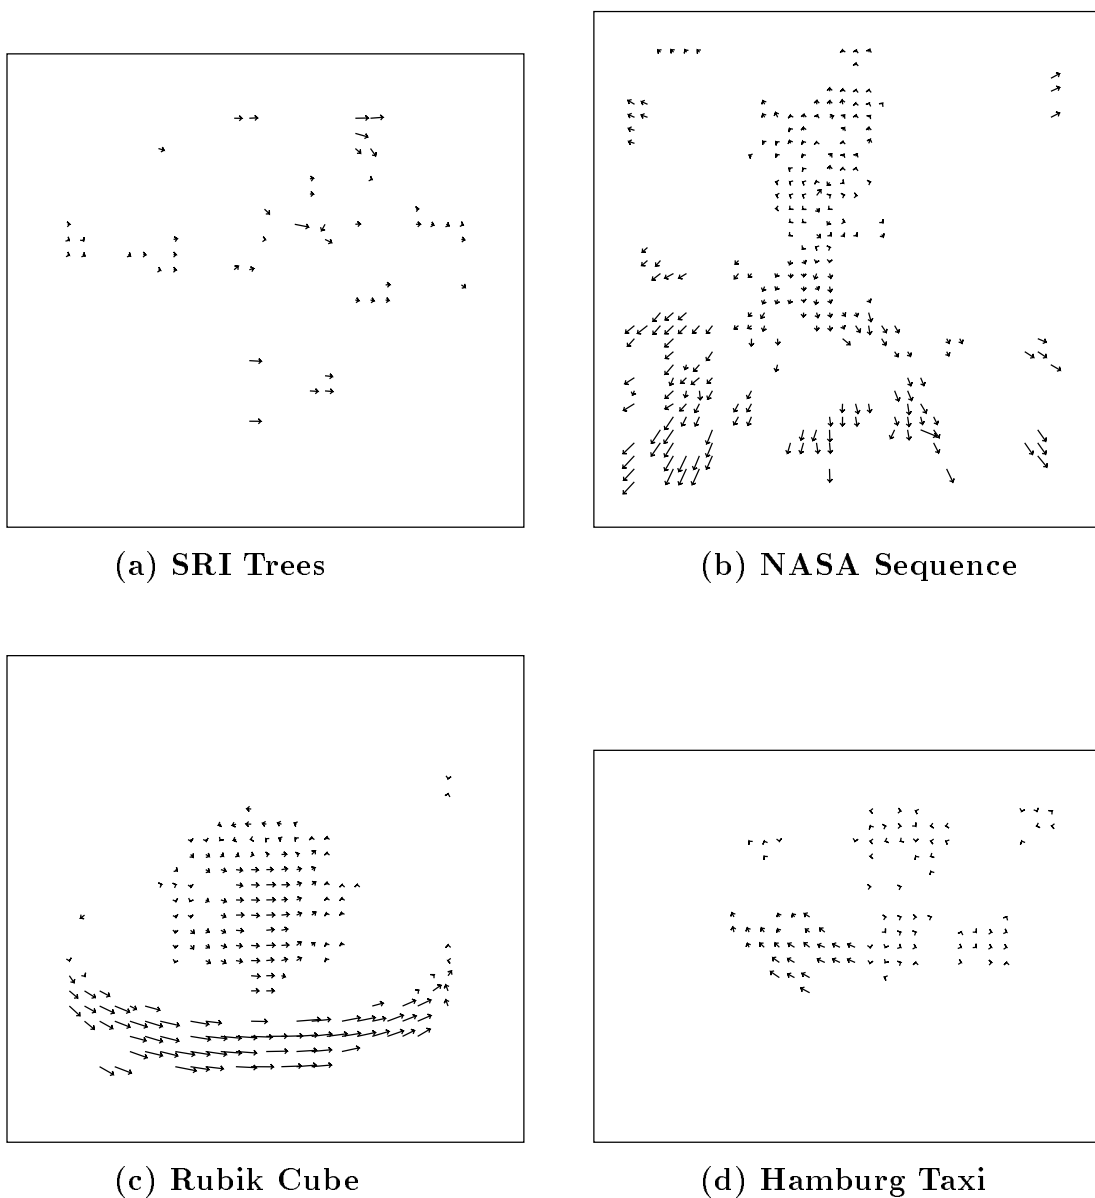 (a) SRI Trees
(b) NASA Sequence
(c) Rubik Cube
(d) Hamburg Taxi